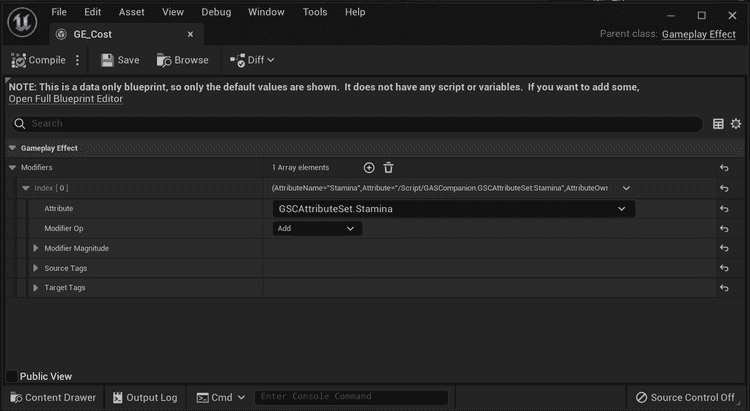 File Edit Asset View Debug Window Tools Help
GE_Cost
Parent class: Gameplay Effect
Compile Save Browse Diff
NOTE: This is a data only blueprint, so only the default values are shown. It does not have any script or variables. If you want to add some,
Open Full Blueprint Editor
Search
Gameplay Effect
Modifiers 1 Array elements
Index [ 0 ] (AttributeName="Stamina",Attribute="/Script/GASCompanion.GSCAttributeSet:Stamina",AttributeOwr
Attribute GSCAttributeSet.Stamina
Modifier Op Add
Modifier Magnitude
Source Tags
Target Tags
Public View
Content Drawer Output Log Cmd Enter Console Command Source Control Off